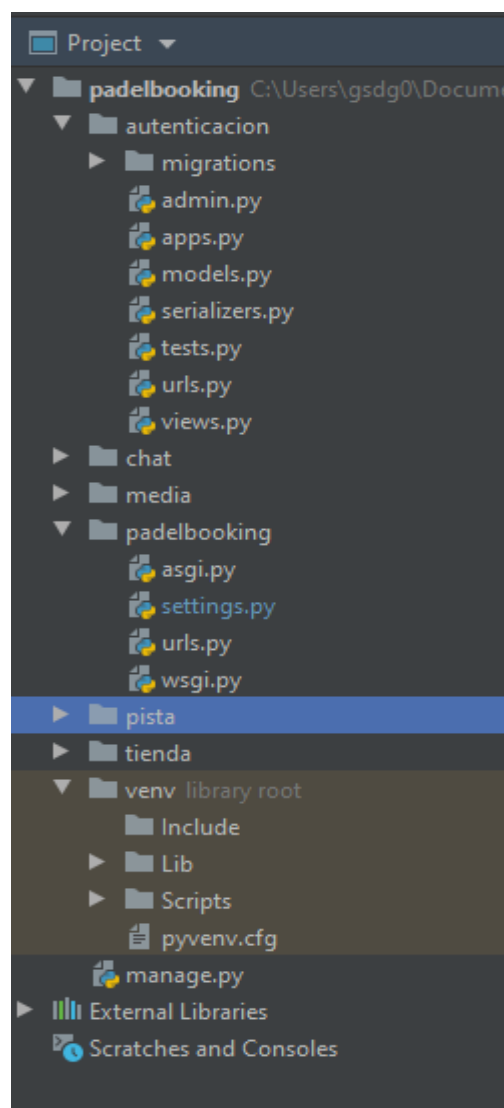 Project
padelbooking C:\Users\gsdg0\Docume
autenticacion
migrations
admin.py
apps.py
models.py
serializers.py
tests.py
urls.py
views.py
chat
media
padelbooking
asgi.py
settings.py
urls.py
wsgi.py
pista
tienda
venv library root
Include
Lib
Scripts
pyvenv.cfg
manage.py
External Libraries
Scratches and Consoles